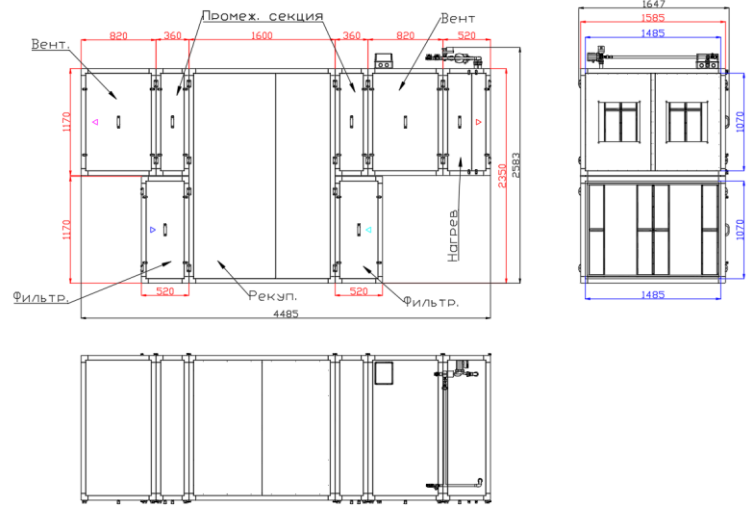 1647
1585
1485
Промеж. секция
Вент
Вент.
820
360
1600
360
820
520
1170
1170
2350
2583
1070
1070
Нагрев
Фильтр.
520
Рекуп.
520
Фильтр.
4485
1485